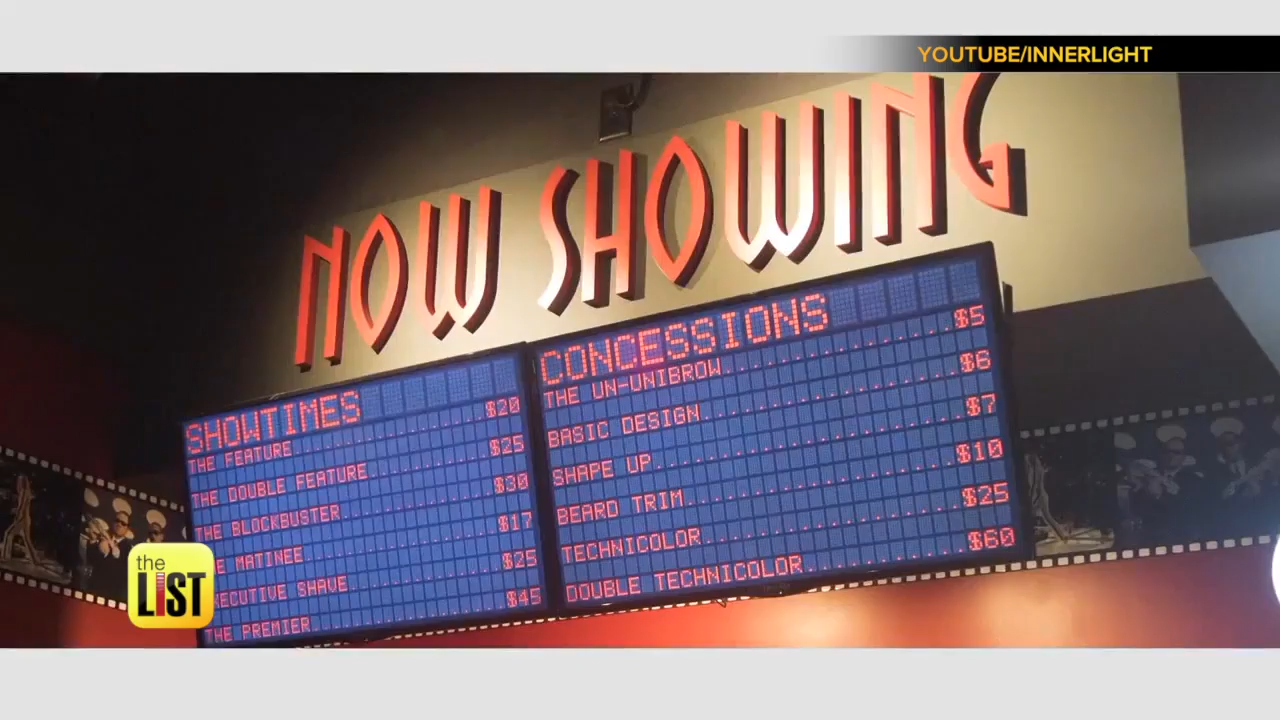 YOUTUBE/INNERLIGHT
NOW SHOWING
SHOWTIMES
THE FEATURE $20
THE DOUBLE FEATURE $25
THE BLOCKBUSTER $30
E MATINEE $17
XECUTIVE SHAVE $25
THE PREMIER $45
CONCESSIONS
THE UN-UNIBROW $5
BASIC DESIGN $6
SHAPE UP $7
BEARD TRIM $10
TECHNICOLOR $25
DOUBLE TECHNICOLOR $60
the
LIST